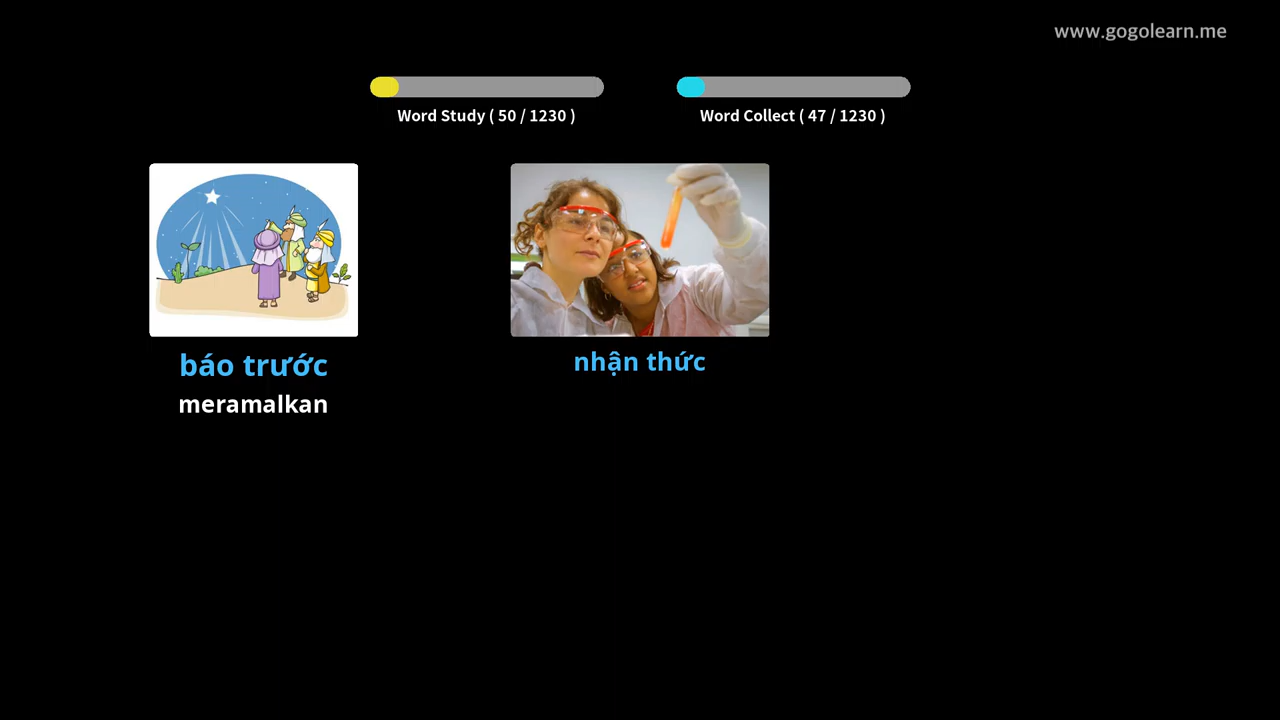 www.gogolearn.me
Word Study ( 50 / 1230 )
Word Collect ( 47 / 1230 )
báo trước
meramalkan
nhận thức